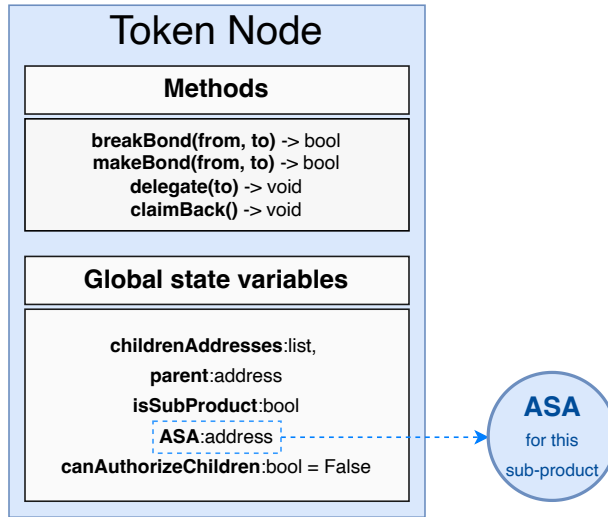 Token Node
Methods
breakBond(from, to) -> bool
makeBond(from, to) -> bool
delegate(to) -> void
claimBack() -> void
Global state variables
childrenAddresses:list,
parent:address
isSubProduct:bool
ASA:address
canAuthorizeChildren:bool = False
ASA
for this
sub-product